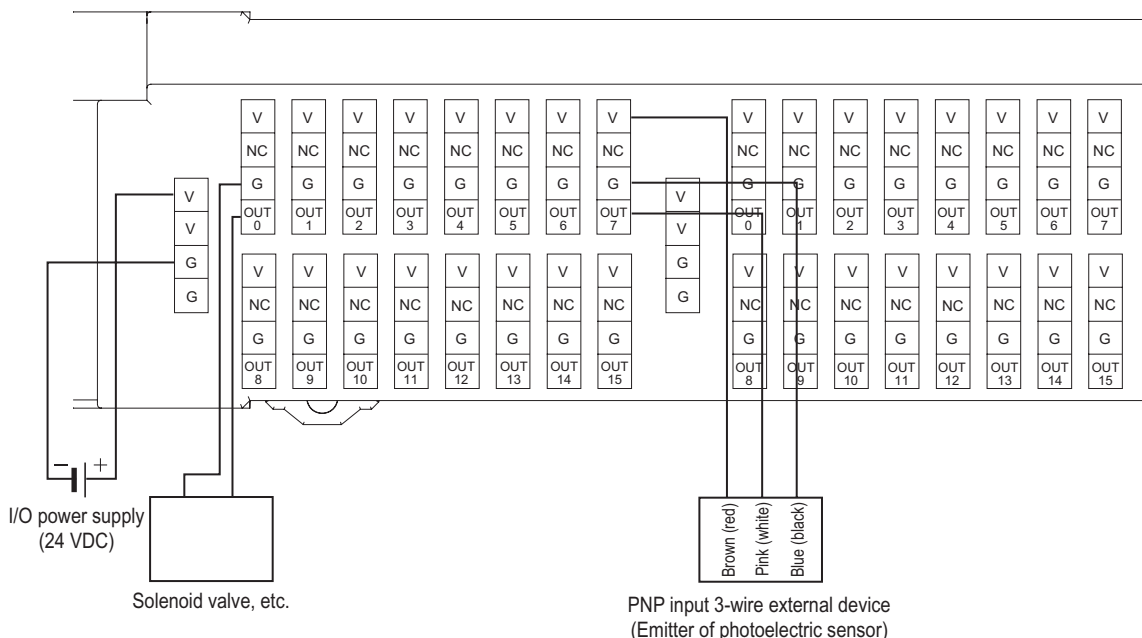 V V V V V V V V V V V V V V V V
NC NC NC NC NC NC NC NC NC NC NC NC NC NC NC NC
G G G G G G G G G G G G G G G G
OUT OUT OUT OUT OUT OUT OUT OUT OUT OUT OUT OUT OUT OUT OUT OUT
0 1 2 3 4 5 6 7 0 1 2 3 4 5 6 7
V V
V V
G G
G G
V V V V V V V V V V V V V V V V
NC NC NC NC NC NC NC NC NC NC NC NC NC NC NC NC
G G G G G G G G G G G G G G G G
OUT OUT OUT OUT OUT OUT OUT OUT OUT OUT OUT OUT OUT OUT OUT OUT
8 9 10 11 12 13 14 15 8 9 10 11 12 13 14 15
− +
I/O power supply
(24 VDC)
Solenoid valve, etc.
Brown (red)
Pink (white)
Blue (black)
PNP input 3-wire external device
(Emitter of photoelectric sensor)